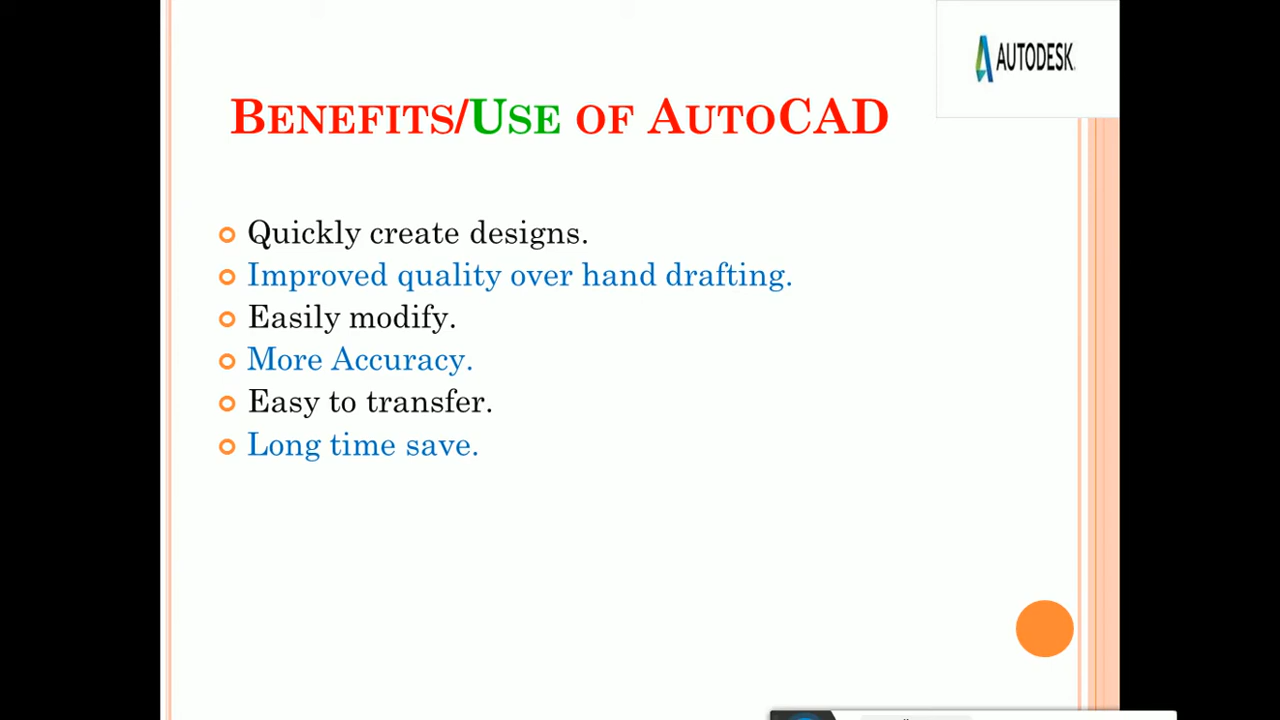 AUTODESK.
BENEFITS/USE OF AUTOCAD
Quickly create designs.
Improved quality over hand drafting.
Easily modify.
More Accuracy.
Easy to transfer.
Long time save.